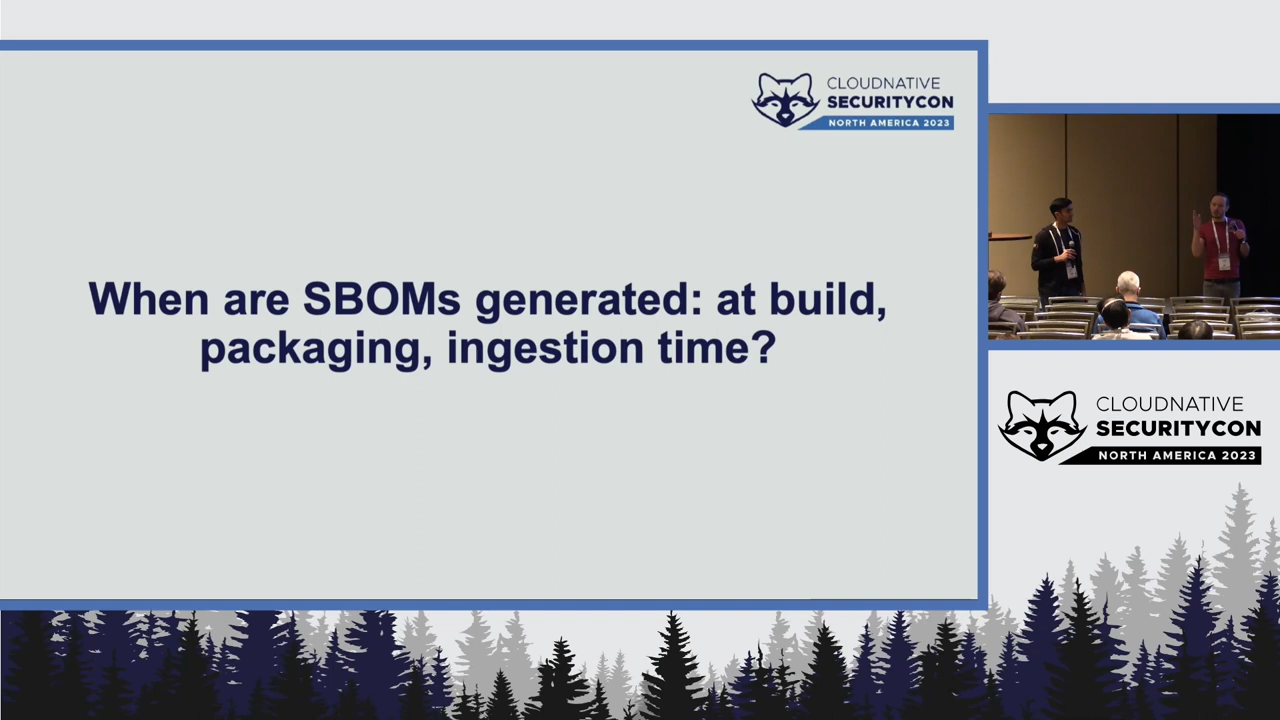 CLOUDNATIVE
SECURITYCON
NORTH AMERICA 2023
When are SBOMs generated: at build,
packaging, ingestion time?
CLOUDNATIVE
SECURITYCON
NORTH AMERICA 2023